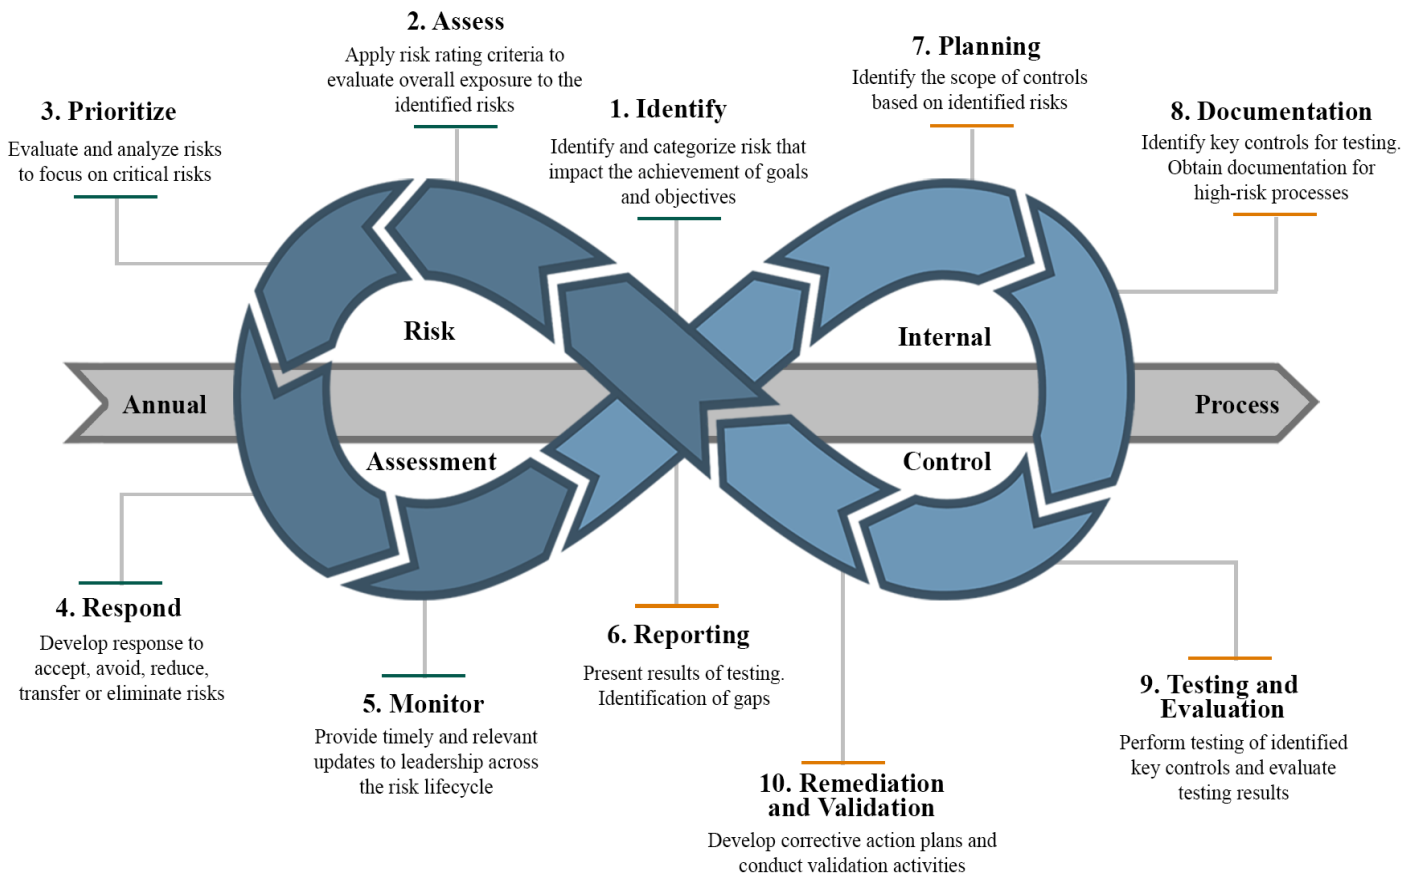 1. Identify
Identify and categorize risk that
impact the achievement of goals
and objectives
2. Assess
Apply risk rating criteria to
evaluate overall exposure to the
identified risks
3. Prioritize
Evaluate and analyze risks
to focus on critical risks
4. Respond
Develop response to
accept, avoid, reduce,
transfer or eliminate risks
5. Monitor
Provide timely and relevant
updates to leadership across
the risk lifecycle
6. Reporting
Present results of testing.
Identification of gaps
7. Planning
Identify the scope of controls
based on identified risks
8. Documentation
Identify key controls for testing.
Obtain documentation for
high-risk processes
9. Testing and
Evaluation
Perform testing of identified
key controls and evaluate
testing results
10. Remediation
and Validation
Develop corrective action plans and
conduct validation activities
Annual
Risk
Assessment
Internal
Control
Process